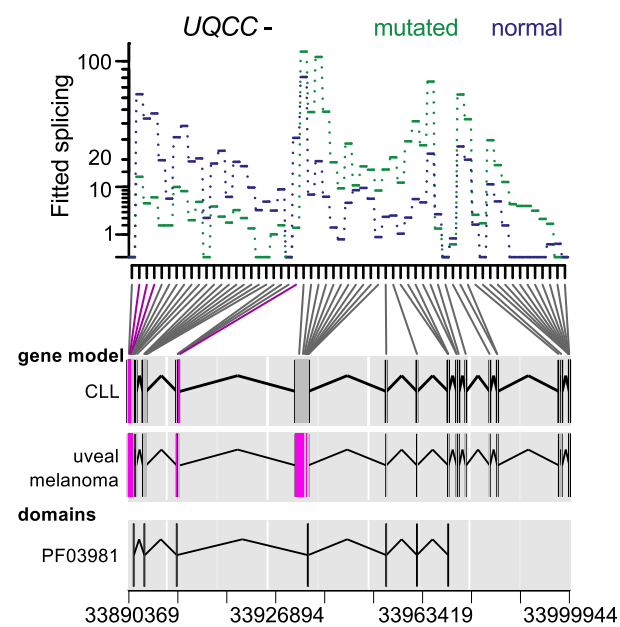 UQCC - mutated normal
Fitted splicing
100
20
10
1
gene model
CLL
uveal
melanoma
domains
PF03981
33890369 33926894 33963419 33999944